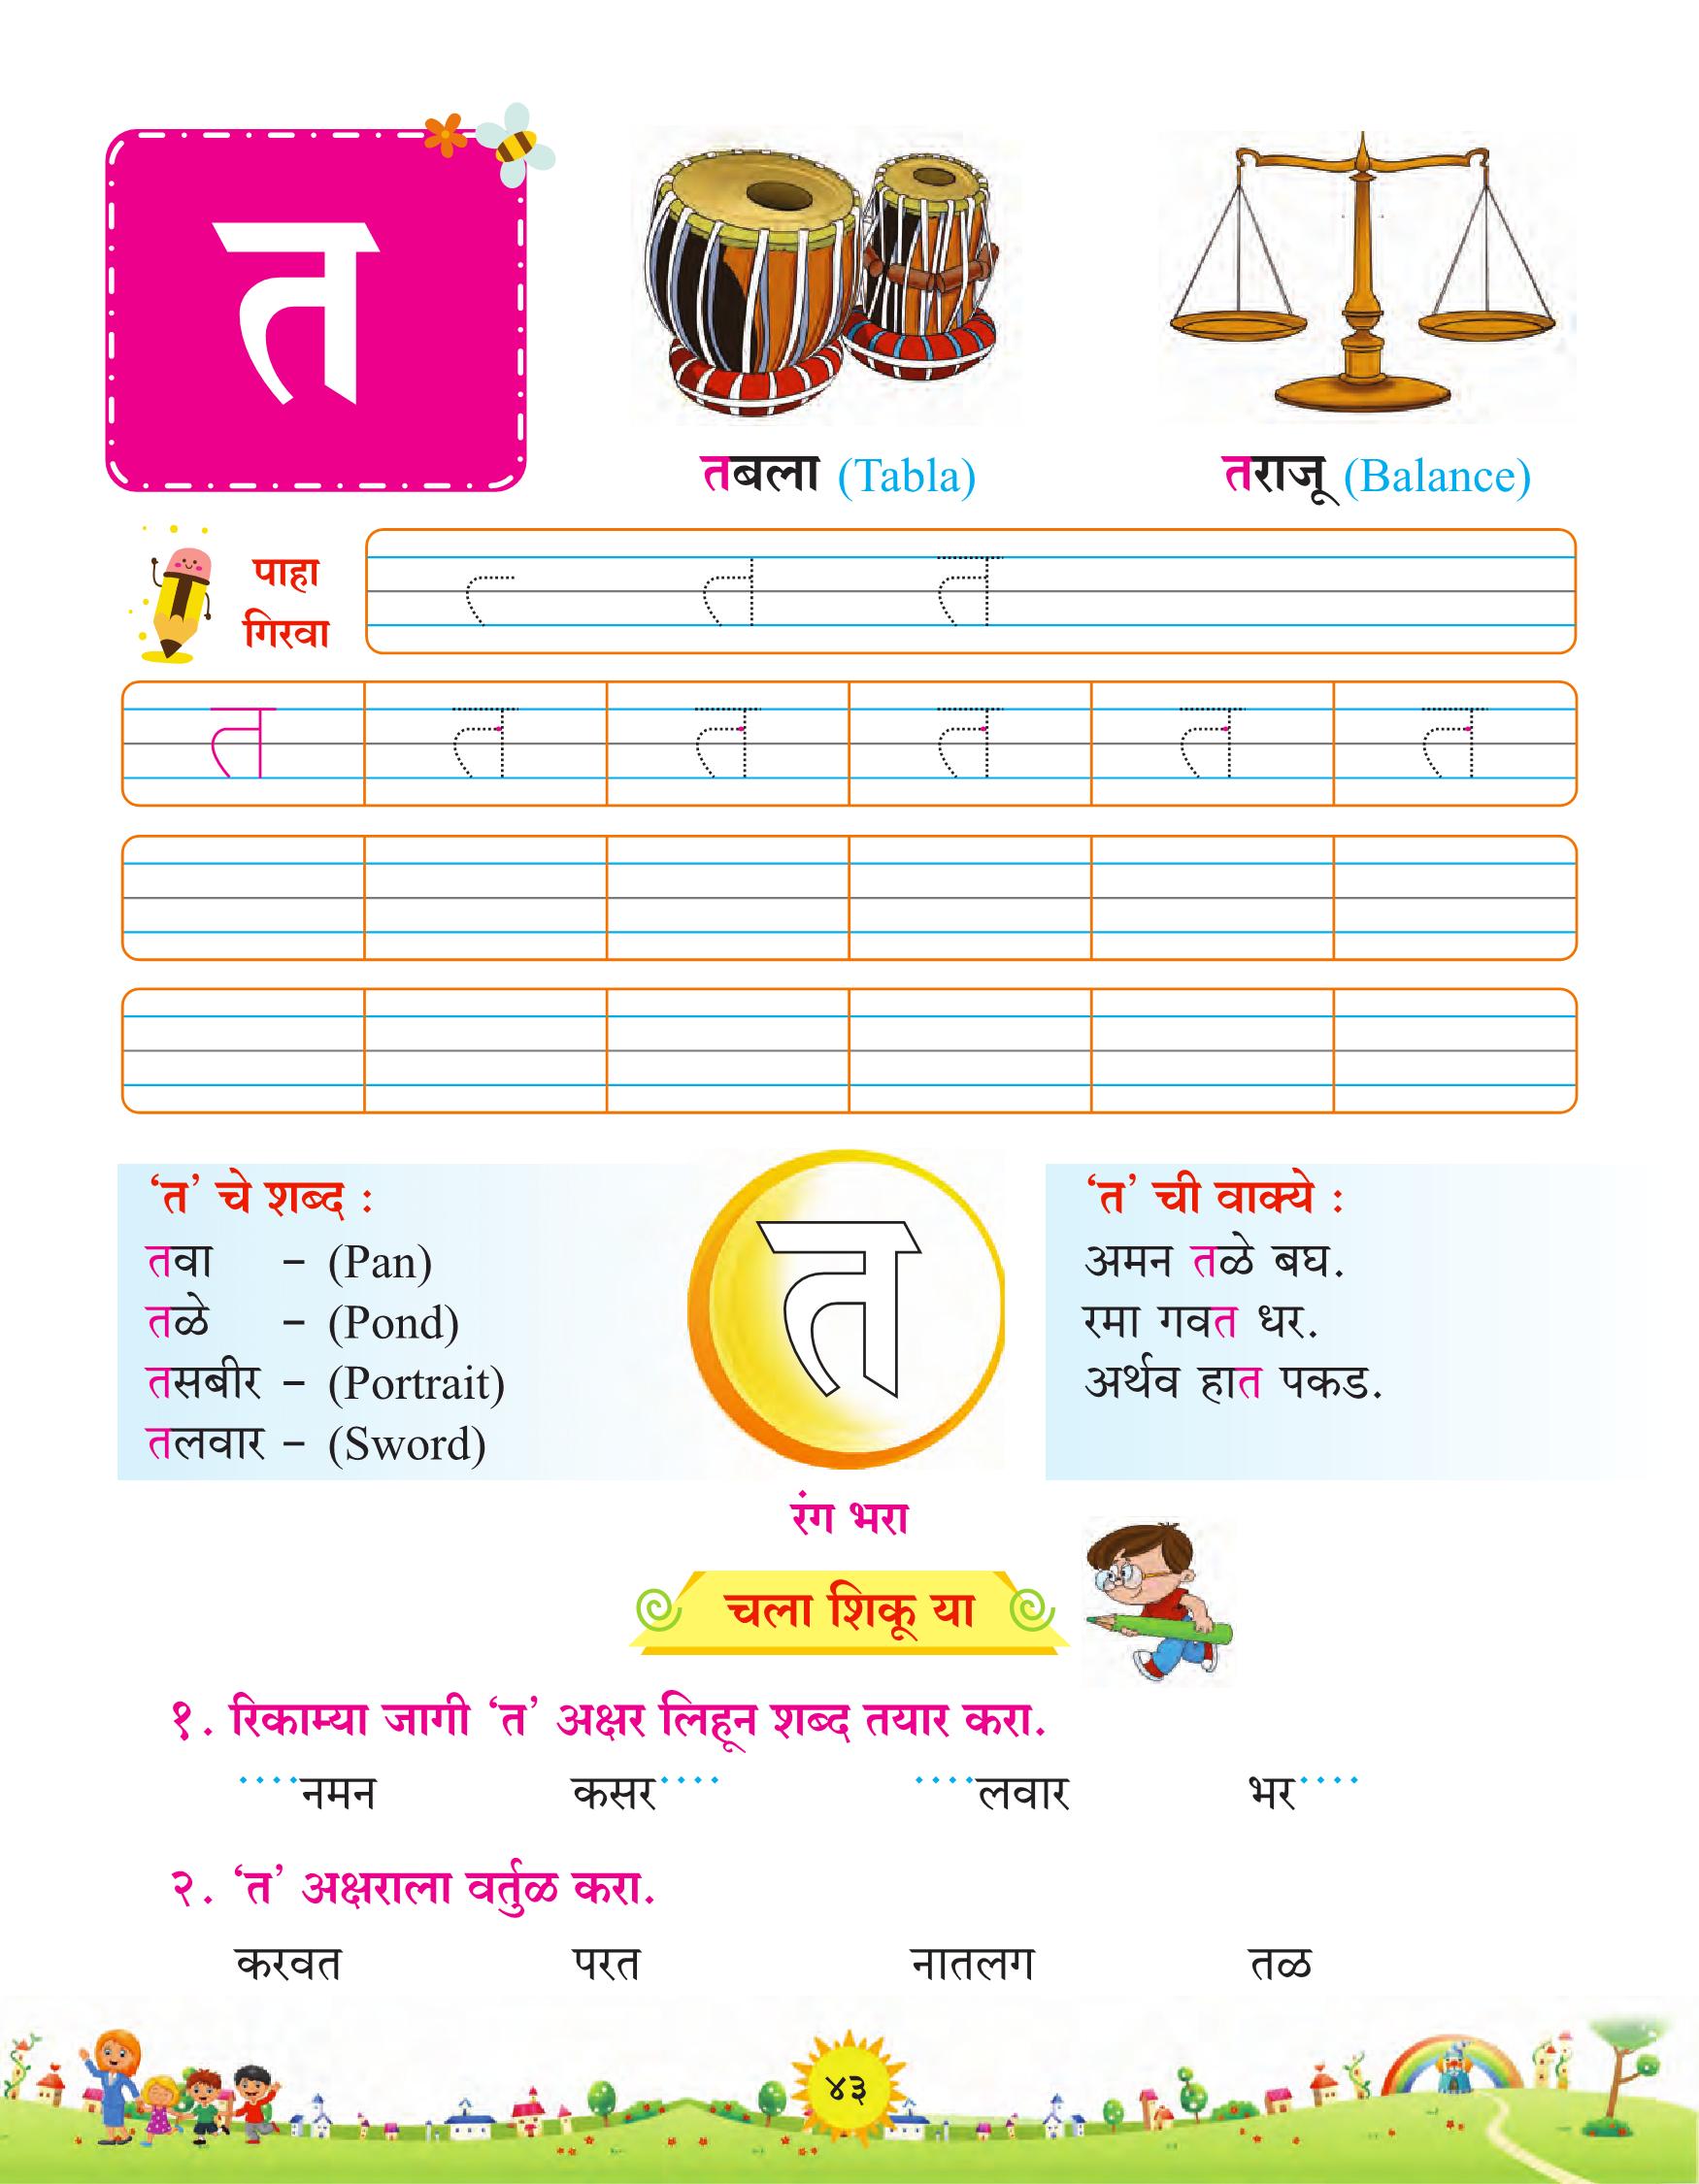 त
तबला (Tabla)
तराजू (Balance)
पाहा
गिरवा
त
त त त त त त
‘त’ चे शब्द :
तवा – (Pan)
तळे – (Pond)
तसबीर – (Portrait)
तलवार – (Sword)
त
रंग भरा
‘त’ ची वाक्ये :
अमन तळे बघ.
रमा गवत धर.
अर्थव हात पकड.
चला शिकू या
१. रिकाम्या जागी ‘त’ अक्षर लिहून शब्द तयार करा.
....नमन कसर.... ....लवार भर....
२. ‘त’ अक्षराला वर्तुळ करा.
करवत परत नातलग तळ
४३